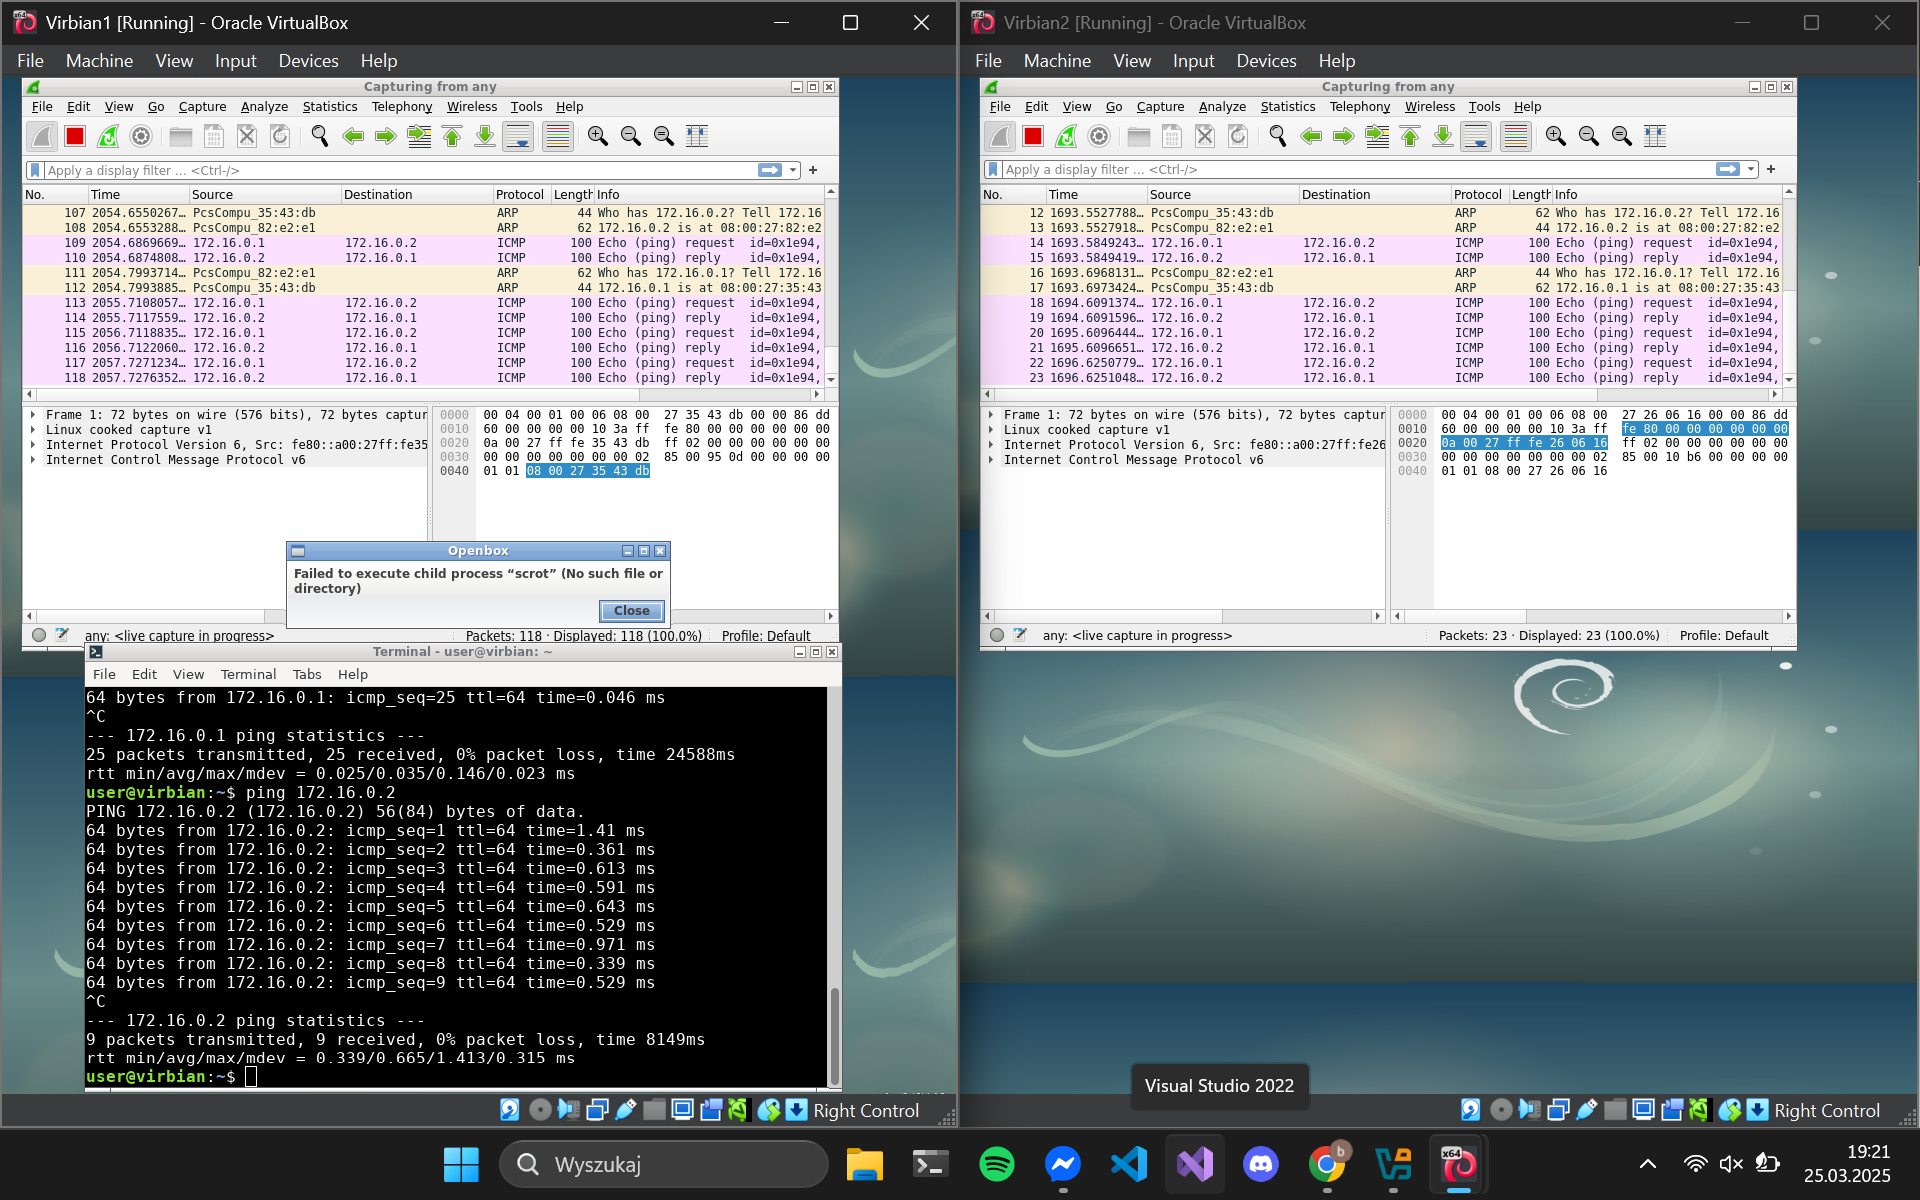 Virbian1 [Running] - Oracle VirtualBox
File Machine View Input Devices Help
Capturing from any
File Edit View Go Capture Analyze Statistics Telephony Wireless Tools Help
Apply a display filter ... <Ctrl-/>
No. Time Source Destination Protocol Length Info
107 2054.6550267… PcsCompu_35:43:db ARP 44 Who has 172.16.0.2? Tell 172.16
108 2054.6553288… PcsCompu_82:e2:e1 ARP 62 172.16.0.2 is at 08:00:27:82:e2
109 2054.6869669… 172.16.0.1 172.16.0.2 ICMP 100 Echo (ping) request id=0x1e94,
110 2054.6874808… 172.16.0.2 172.16.0.1 ICMP 100 Echo (ping) reply id=0x1e94,
111 2054.7993714… PcsCompu_82:e2:e1 ARP 62 Who has 172.16.0.1? Tell 172.16
112 2054.7993885… PcsCompu_35:43:db ARP 44 172.16.0.1 is at 08:00:27:35:43
113 2055.7108057… 172.16.0.1 172.16.0.2 ICMP 100 Echo (ping) request id=0x1e94,
114 2055.7117559… 172.16.0.2 172.16.0.1 ICMP 100 Echo (ping) reply id=0x1e94,
115 2056.7118835… 172.16.0.1 172.16.0.2 ICMP 100 Echo (ping) request id=0x1e94,
116 2056.7122060… 172.16.0.2 172.16.0.1 ICMP 100 Echo (ping) reply id=0x1e94,
117 2057.7271234… 172.16.0.1 172.16.0.2 ICMP 100 Echo (ping) request id=0x1e94,
118 2057.7276352… 172.16.0.2 172.16.0.1 ICMP 100 Echo (ping) reply id=0x1e94,
Frame 1: 72 bytes on wire (576 bits), 72 bytes captur
Linux cooked capture v1
Internet Protocol Version 6, Src: fe80::a00:27ff:fe35
Internet Control Message Protocol v6
0000 00 04 00 01 00 06 08 00 27 35 43 db 00 00 86 dd
0010 60 00 00 00 00 10 3a ff fe 80 00 00 00 00 00 00
0020 0a 00 27 ff fe 35 43 db ff 02 00 00 00 00 00 00
0030 00 00 00 00 00 00 00 02 85 00 95 0d 00 00 00 00
0040 01 01 08 00 27 35 43 db
Openbox
Failed to execute child process “scrot” (No such file or
directory)
Close
any: <live capture in progress> Packets: 118 · Displayed: 118 (100.0%) Profile: Default
Terminal - user@virbian: ~
File Edit View Terminal Tabs Help
64 bytes from 172.16.0.1: icmp_seq=25 ttl=64 time=0.046 ms
^C
--- 172.16.0.1 ping statistics ---
25 packets transmitted, 25 received, 0% packet loss, time 24588ms
rtt min/avg/max/mdev = 0.025/0.035/0.146/0.023 ms
user@virbian:~$ ping 172.16.0.2
PING 172.16.0.2 (172.16.0.2) 56(84) bytes of data.
64 bytes from 172.16.0.2: icmp_seq=1 ttl=64 time=1.41 ms
64 bytes from 172.16.0.2: icmp_seq=2 ttl=64 time=0.361 ms
64 bytes from 172.16.0.2: icmp_seq=3 ttl=64 time=0.613 ms
64 bytes from 172.16.0.2: icmp_seq=4 ttl=64 time=0.591 ms
64 bytes from 172.16.0.2: icmp_seq=5 ttl=64 time=0.643 ms
64 bytes from 172.16.0.2: icmp_seq=6 ttl=64 time=0.529 ms
64 bytes from 172.16.0.2: icmp_seq=7 ttl=64 time=0.971 ms
64 bytes from 172.16.0.2: icmp_seq=8 ttl=64 time=0.339 ms
64 bytes from 172.16.0.2: icmp_seq=9 ttl=64 time=0.529 ms
^C
--- 172.16.0.2 ping statistics ---
9 packets transmitted, 9 received, 0% packet loss, time 8149ms
rtt min/avg/max/mdev = 0.339/0.665/1.413/0.315 ms
user@virbian:~$
Right Control
Virbian2 [Running] - Oracle VirtualBox
File Machine View Input Devices Help
Capturing from any
File Edit View Go Capture Analyze Statistics Telephony Wireless Tools Help
Apply a display filter ... <Ctrl-/>
No. Time Source Destination Protocol Length Info
12 1693.5527788… PcsCompu_35:43:db ARP 62 Who has 172.16.0.2? Tell 172.16
13 1693.5527918… PcsCompu_82:e2:e1 ARP 44 172.16.0.2 is at 08:00:27:82:e2
14 1693.5849243… 172.16.0.1 172.16.0.2 ICMP 100 Echo (ping) request id=0x1e94,
15 1693.5849419… 172.16.0.2 172.16.0.1 ICMP 100 Echo (ping) reply id=0x1e94,
16 1693.6968131… PcsCompu_82:e2:e1 ARP 44 Who has 172.16.0.1? Tell 172.16
17 1693.6973424… PcsCompu_35:43:db ARP 62 172.16.0.1 is at 08:00:27:35:43
18 1694.6091374… 172.16.0.1 172.16.0.2 ICMP 100 Echo (ping) request id=0x1e94,
19 1694.6091596… 172.16.0.2 172.16.0.1 ICMP 100 Echo (ping) reply id=0x1e94,
20 1695.6096444… 172.16.0.1 172.16.0.2 ICMP 100 Echo (ping) request id=0x1e94,
21 1695.6096651… 172.16.0.2 172.16.0.1 ICMP 100 Echo (ping) reply id=0x1e94,
22 1696.6250779… 172.16.0.1 172.16.0.2 ICMP 100 Echo (ping) request id=0x1e94,
23 1696.6251048… 172.16.0.2 172.16.0.1 ICMP 100 Echo (ping) reply id=0x1e94,
Frame 1: 72 bytes on wire (576 bits), 72 bytes captur
Linux cooked capture v1
Internet Protocol Version 6, Src: fe80::a00:27ff:fe26
Internet Control Message Protocol v6
0000 00 04 00 01 00 06 08 00 27 26 06 16 00 00 86 dd
0010 60 00 00 00 00 10 3a ff fe 80 00 00 00 00 00 00
0020 0a 00 27 ff fe 26 06 16 ff 02 00 00 00 00 00 00
0030 00 00 00 00 00 00 00 02 85 00 10 b6 00 00 00 00
0040 01 01 08 00 27 26 06 16
any: <live capture in progress> Packets: 23 · Displayed: 23 (100.0%) Profile: Default
Visual Studio 2022
Right Control
Wyszukaj
b
x64
19:21
25.03.2025